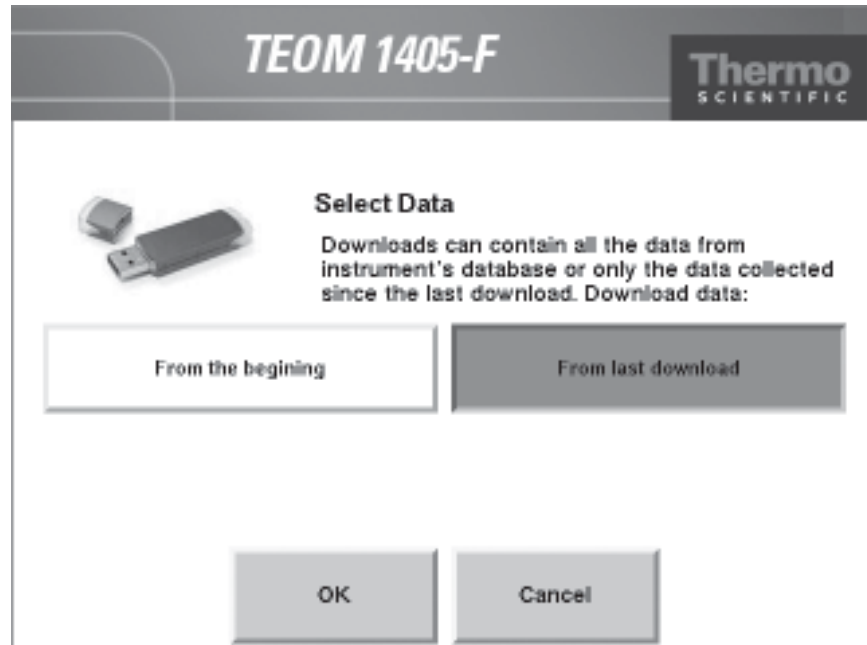 TEOM 1405-F
Thermo
SCIENTIFIC
Select Data
Downloads can contain all the data from
instrument's database or only the data collected
since the last download. Download data:
From the begining
From last download
OK
Cancel